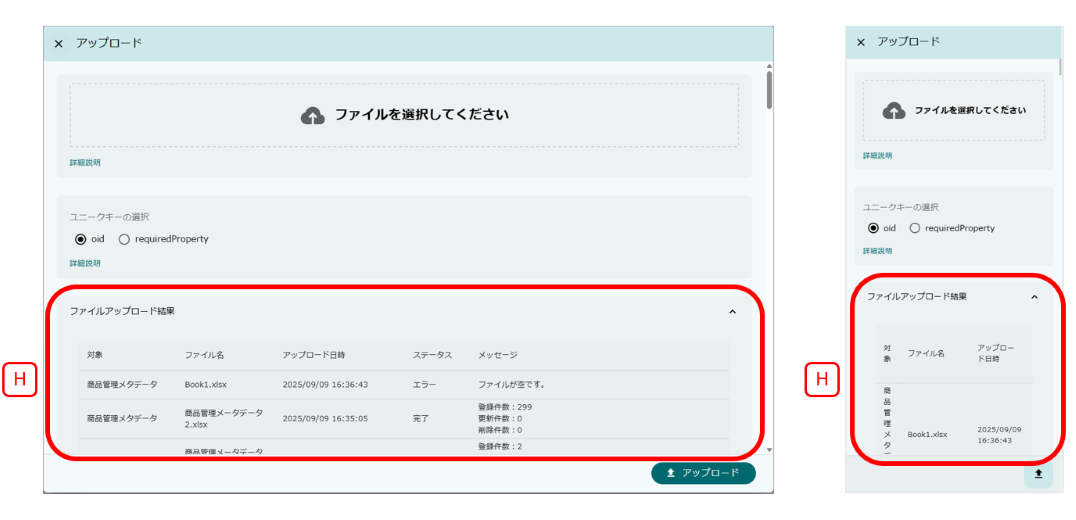 × アップロード
ファイルを選択してください
詳細説明
ユニークキーの選択
oid requiredProperty
詳細説明
ファイルアップロード結果
対象 ファイル名 アップロード日時 ステータス メッセージ
商品管理メタデータ Book1.xlsx 2025/09/09 16:36:43 エラー ファイルが空です。
商品管理メタデータ 商品管理メータデータ
2.xlsx 2025/09/09 16:35:05 完了 登録件数:299
更新件数:0
削除件数:0
商品管理メータデータ
登録件数:2
アップロード
H
× アップロード
ファイルを選択してください
詳細説明
ユニークキーの選択
oid requiredProperty
詳細説明
ファイルアップロード結果
対
象
ファイル名
アップロー
ド日時
商
品
管
理
メ
タ
Book1.xlsx
2025/09/09
16:36:43
H